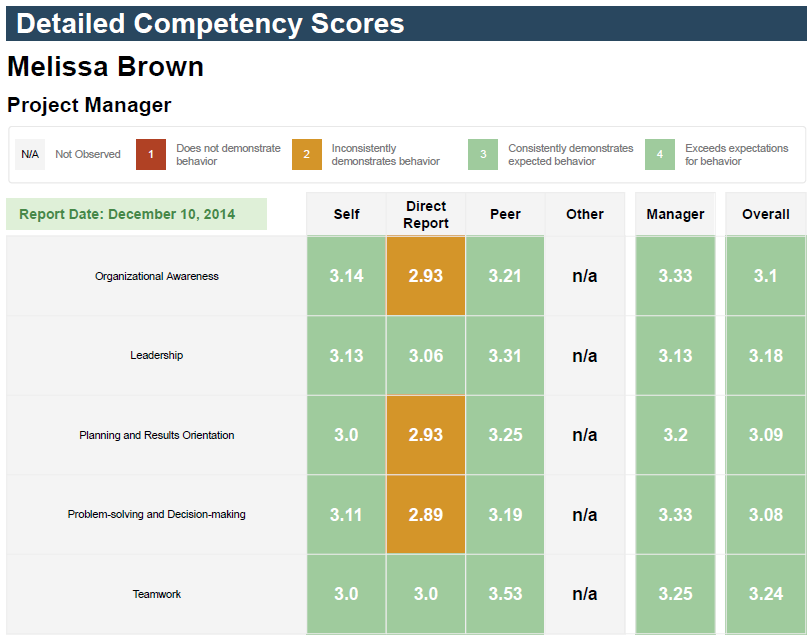 Detailed Competency Scores
Melissa Brown
Project Manager
N/A Not Observed 1 Does not demonstrate behavior 2 Inconsistently demonstrates behavior 3 Consistently demonstrates expected behavior 4 Exceeds expectations for behavior
Report Date: December 10, 2014 Self Direct Report Peer Other Manager Overall
Organizational Awareness 3.14 2.93 3.21 n/a 3.33 3.1
Leadership 3.13 3.06 3.31 n/a 3.13 3.18
Planning and Results Orientation 3.0 2.93 3.25 n/a 3.2 3.09
Problem-solving and Decision-making 3.11 2.89 3.19 n/a 3.33 3.08
Teamwork 3.0 3.0 3.53 n/a 3.25 3.24